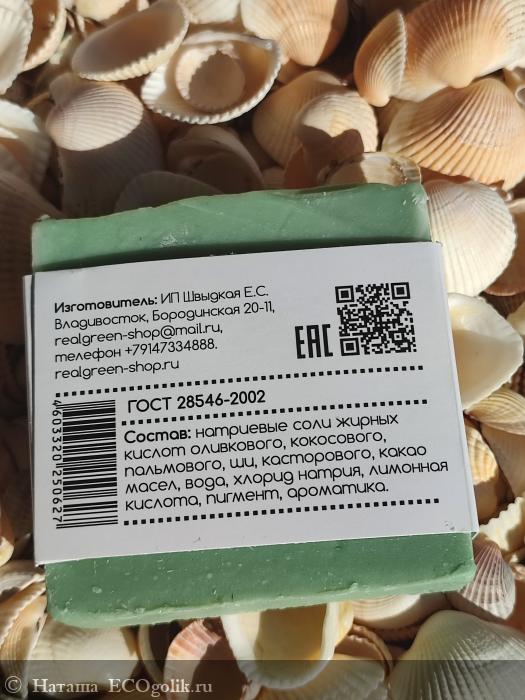 Изготовитель: ИП Швыдкая Е.С.
Владивосток, Бородинская 20-11,
realgreen-shop@mail.ru,
телефон +79147334888.
realgreen-shop.ru
EAC
ГОСТ 28546-2002
4603320250627
Состав: натриевые соли жирных
кислот оливкового, кокосового,
пальмового, ши, касторового, какао
масел, вода, хлорид натрия, лимонная
кислота, пигмент, ароматика.
© Наташа ECOgolik.ru